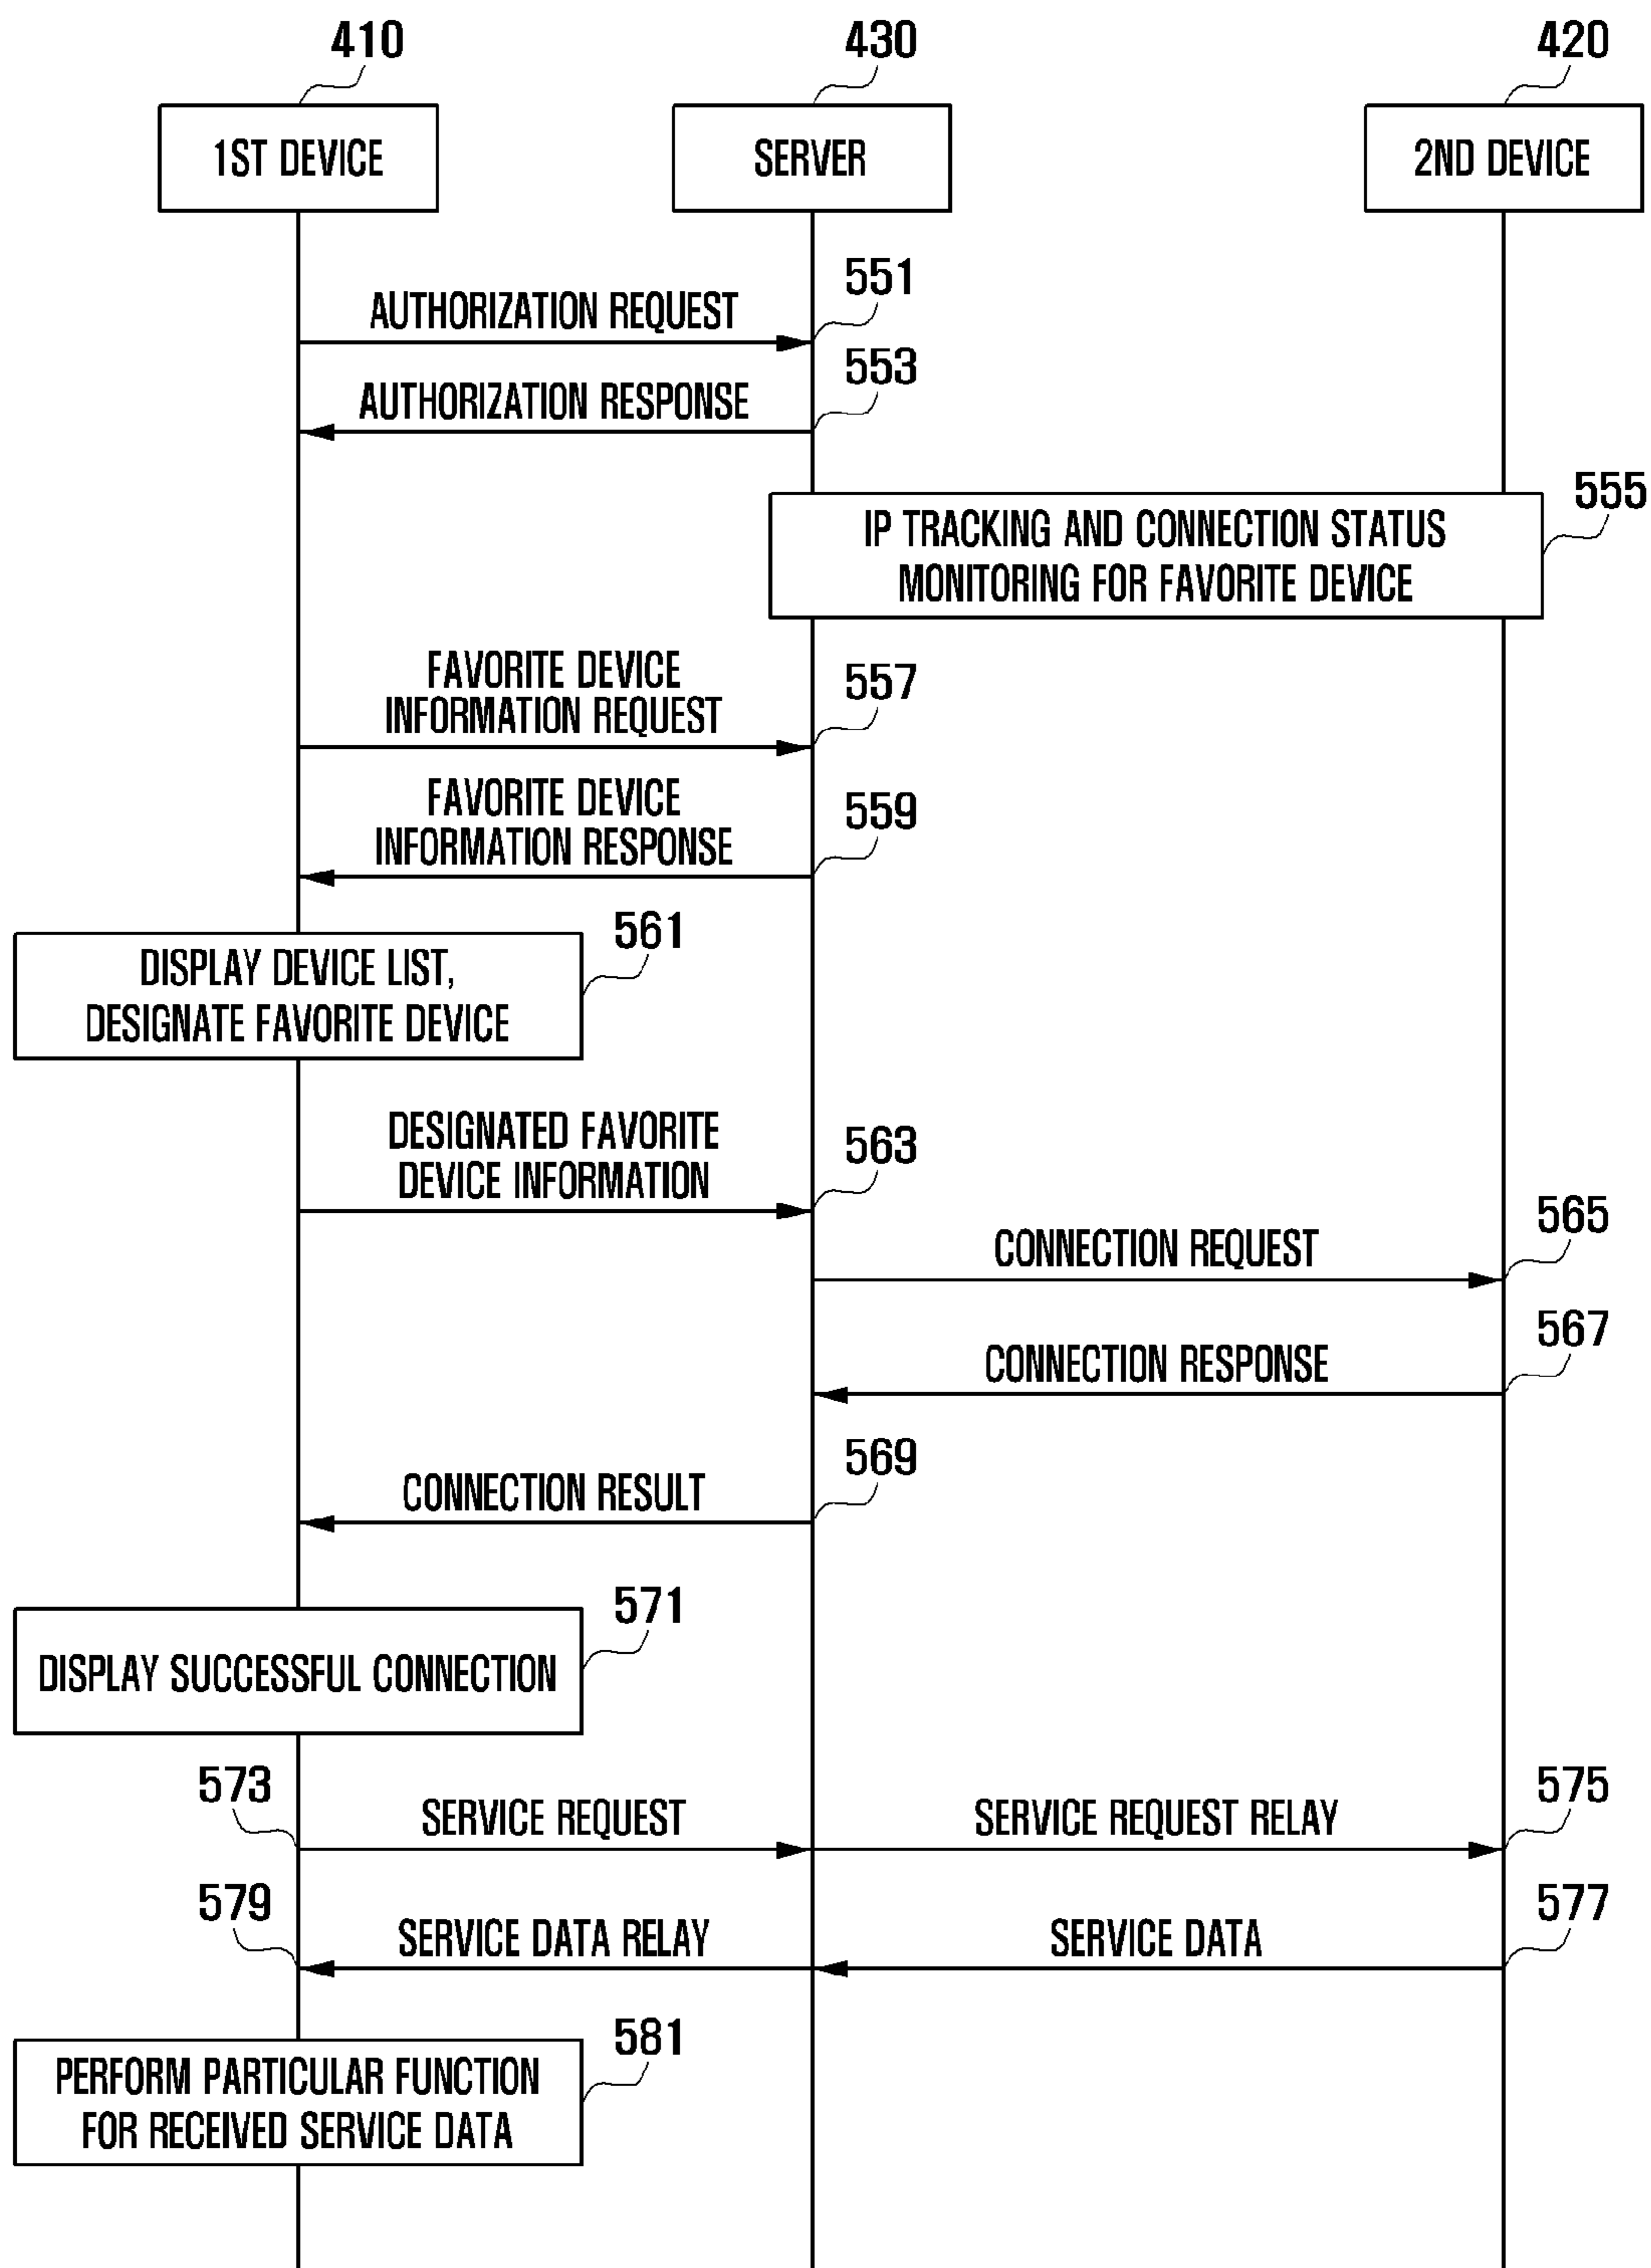 410
430
420
1ST DEVICE
SERVER
2ND DEVICE
551
AUTHORIZATION REQUEST
553
AUTHORIZATION RESPONSE
555
IP TRACKING AND CONNECTION STATUS
MONITORING FOR FAVORITE DEVICE
FAVORITE DEVICE
INFORMATION REQUEST
557
FAVORITE DEVICE
INFORMATION RESPONSE
559
561
DISPLAY DEVICE LIST,
DESIGNATE FAVORITE DEVICE
DESIGNATED FAVORITE
DEVICE INFORMATION
563
565
CONNECTION REQUEST
567
CONNECTION RESPONSE
569
CONNECTION RESULT
571
DISPLAY SUCCESSFUL CONNECTION
573
SERVICE REQUEST
SERVICE REQUEST RELAY
575
579
SERVICE DATA RELAY
SERVICE DATA
577
581
PERFORM PARTICULAR FUNCTION
FOR RECEIVED SERVICE DATA